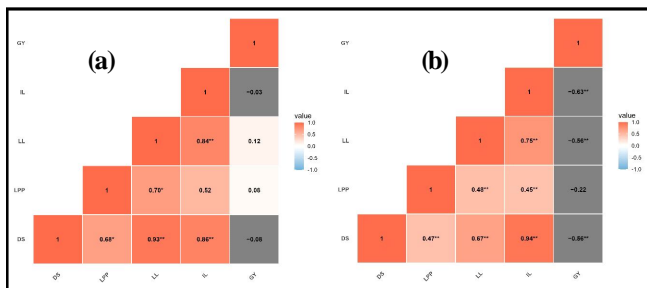 (a)
GY
1
IL
1
−0.03
LL
1
0.84**
0.12
LPP
1
0.70*
0.52
0.06
DS
1
0.68*
0.93**
0.86**
−0.08
DS
LPP
LL
IL
GY
value
1.0
0.5
0.0
-0.5
-1.0
(b)
GY
1
IL
1
−0.63**
LL
1
0.75**
−0.86**
LPP
1
0.48**
0.45**
−0.22
DS
1
0.47**
0.67**
0.94**
−0.86**
DS
LPP
LL
IL
GY
value
1.0
0.5
0.0
-0.5
-1.0